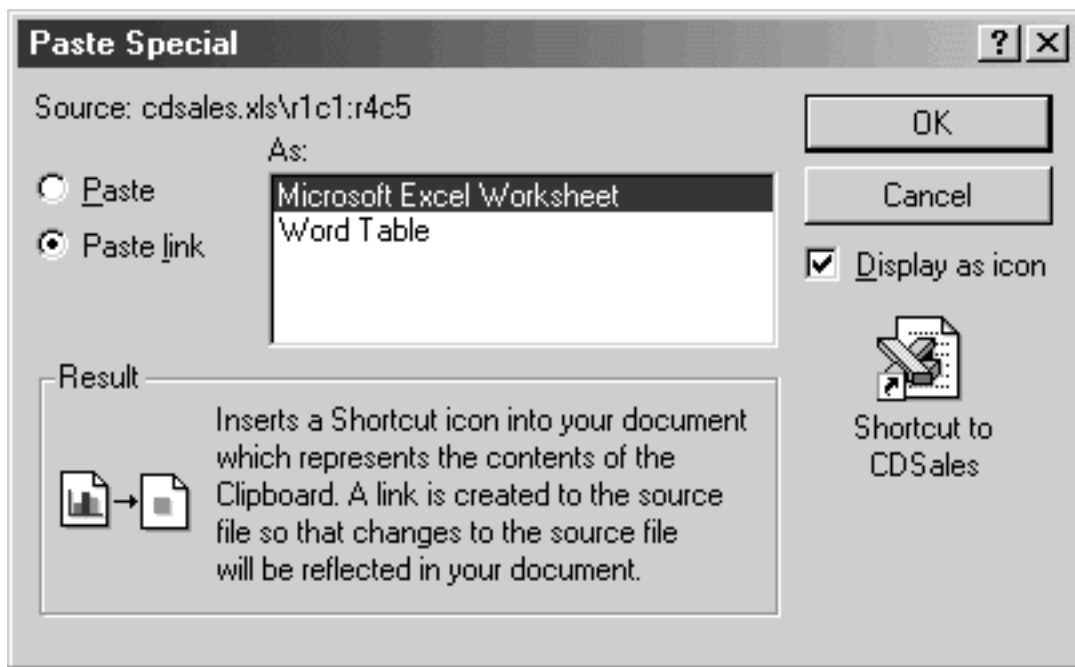 Paste Special
Source: cdsales.xls\r1c1:r4c5
As:
Paste
Paste link
Microsoft Excel Worksheet
Word Table
OK
Cancel
Display as icon
Shortcut to
CDSales
Result
Inserts a Shortcut icon into your document
which represents the contents of the
Clipboard. A link is created to the source
file so that changes to the source file
will be reflected in your document.